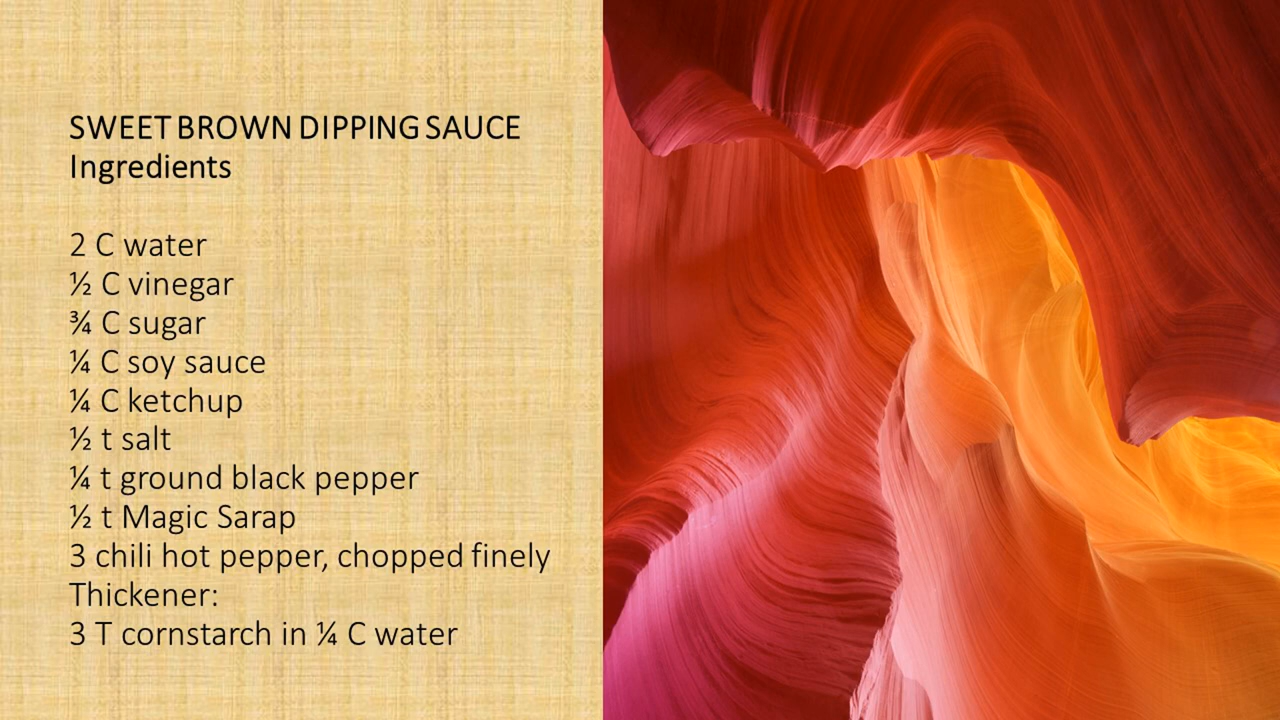 SWEET BROWN DIPPING SAUCE
Ingredients
2 C water
½ C vinegar
¾ C sugar
¼ C soy sauce
¼ C ketchup
½ t salt
¼ t ground black pepper
½ t Magic Sarap
3 chili hot pepper, chopped finely
Thickener:
3 T cornstarch in ¼ C water